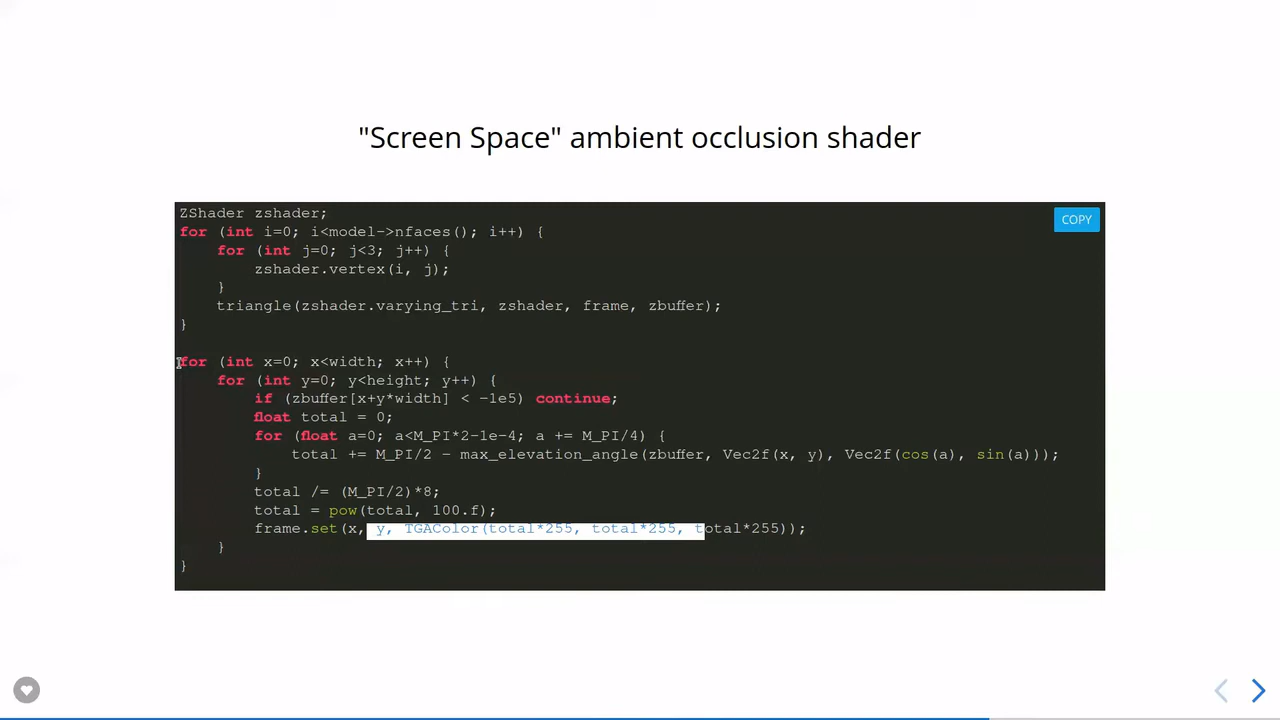 "Screen Space" ambient occlusion shader
COPY
ZShader zshader;
for (int i=0; i<model->nfaces(); i++) {
    for (int j=0; j<3; j++) {
        zshader.vertex(i, j);
    }
    triangle(zshader.varying_tri, zshader, frame, zbuffer);
}
for (int x=0; x<width; x++) {
    for (int y=0; y<height; y++) {
        if (zbuffer[x+y*width] < -1e5) continue;
        float total = 0;
        for (float a=0; a<M_PI*2-1e-4; a += M_PI/4) {
            total += M_PI/2 - max_elevation_angle(zbuffer, Vec2f(x, y), Vec2f(cos(a), sin(a)));
        }
        total /= (M_PI/2)*8;
        total = pow(total, 100.f);
        frame.set(x, y, TGAColor(total*255, total*255, total*255));
    }
}